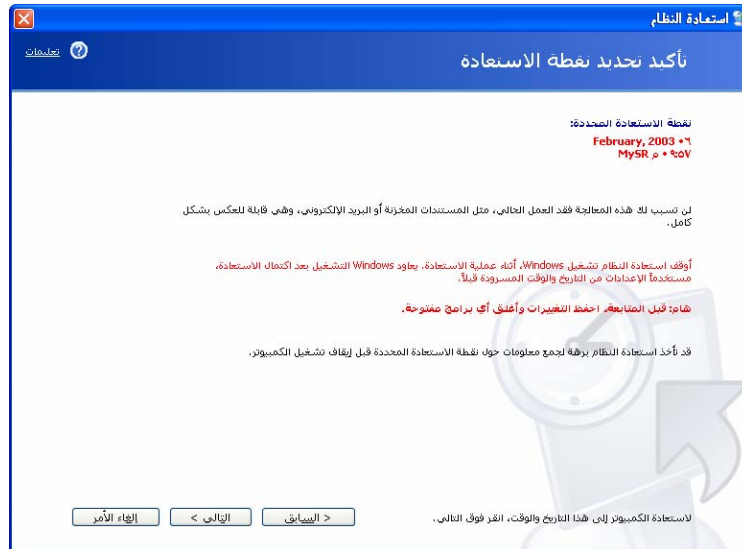 استعادة النظام
تعليمات
تأكيد تحديد نقطة الاستعادة
نقطة الاستعادة المحددة:
February, 2003 ٠٦
٠٩:٥٧ م MySR
لن تسبب لك هذه المعالجة فقد العمل الحالي، مثل المستندات المخزنة أو البريد الإلكتروني، وهي قابلة للعكس بشكل
كامل.
أوقف استعادة النظام تشغيل Windows، أثناء عملية الاستعادة. يعاود Windows التشغيل بعد اكتمال الاستعادة،
مستخدماً الإعدادات من التاريخ والوقت المسرودة قبلاً.
هام: قبل المتابعة، احفظ التغييرات وأغلق أي برامج مفتوحة.
قد تأخذ استعادة النظام برهة لجمع معلومات حول نقطة الاستعادة المحددة قبل إيقاف تشغيل الكمبيوتر.
لاستعادة الكمبيوتر إلى هذا التاريخ والوقت، انقر فوق التالي.
< السابق
التالي >
إلغاء الأمر